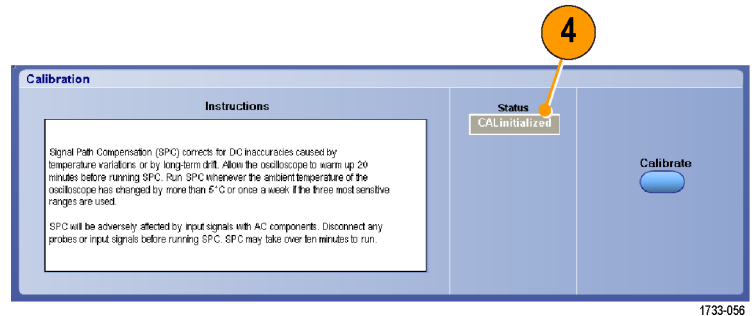 4
Calibration
Instructions
Status
CALinitialized
Signal Path Compensation (SPC) corrects for DC inaccuracies caused by
temperature variations or by long-term drift. Allow the oscilloscope to warm up 20
minutes before running SPC. Run SPC whenever the ambient temperature of the
oscilloscope has changed by more than 5°C or once a week if the three most sensitive
ranges are used.
SPC will be adversely affected by input signals with AC components. Disconnect any
probes or input signals before running SPC. SPC may take over ten minutes to run.
Calibrate
1733-056